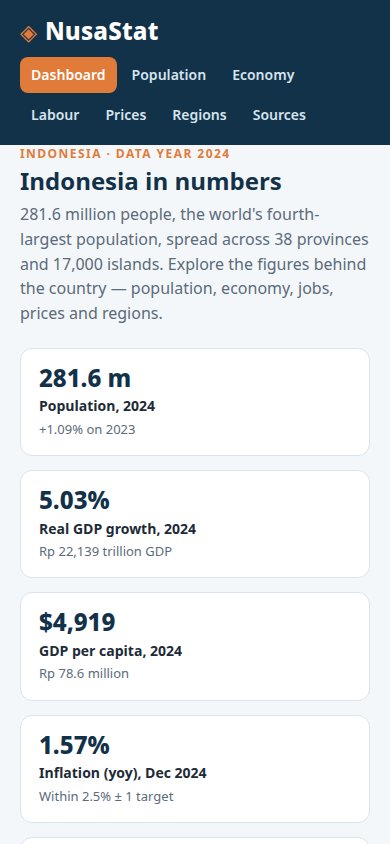 ◈ NusaStat
Dashboard Population Economy
Labour Prices Regions Sources
INDONESIA · DATA YEAR 2024
Indonesia in numbers
281.6 million people, the world's fourth-
largest population, spread across 38 provinces
and 17,000 islands. Explore the figures behind
the country — population, economy, jobs,
prices and regions.
281.6 m
Population, 2024
+1.09% on 2023
5.03%
Real GDP growth, 2024
Rp 22,139 trillion GDP
$4,919
GDP per capita, 2024
Rp 78.6 million
1.57%
Inflation (yoy), Dec 2024
Within 2.5% ± 1 target